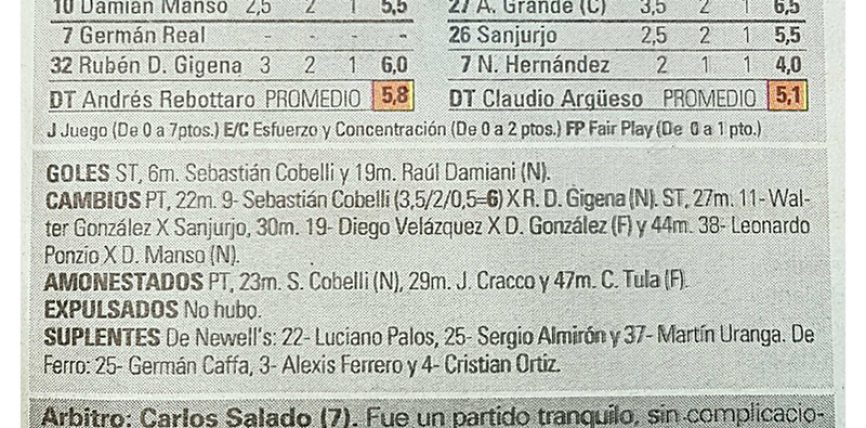 10 Damián Manso 2,5 2 1 5,5
27 A. Grande (C) 3,5 2 1 6,5
7 Germán Real - - - -
26 Sanjurjo 2,5 2 1 5,5
32 Rubén D. Gigena 3 2 1 6,0
7 N. Hernández 2 1 1 4,0
DT Andrés Rebottaro PROMEDIO 5,8
DT Claudio Argüeso PROMEDIO 5,1
J Juego (De 0 a 7ptos.) E/C Esfuerzo y Concentración (De 0 a 2 ptos.) FP Fair Play (De 0 a 1 pto.)
GOLES ST, 6m. Sebastián Cobelli y 19m. Raúl Damiani (N).
CAMBIOS PT, 22m. 9- Sebastián Cobelli (3,5/2/0,5=6) X R. D. Gigena (N). ST, 27m. 11- Wal-
ter González X Sanjurjo, 30m. 19- Diego Velázquez X D. González (F) y 44m. 38- Leonardo
Ponzio X D. Manso (N).
AMONESTADOS PT, 23m. S. Cobelli (N), 29m. J. Cracco y 47m. C. Tula (F).
EXPULSADOS No hubo.
SUPLENTES De Newell's: 22- Luciano Palos, 25- Sergio Almirón y 37- Martín Uranga. De
Ferro: 25- Germán Caffa, 3- Alexis Ferrero y 4- Cristian Ortiz.
Arbitro: Carlos Salado (7). Fue un partido tranquilo, sin complicacio-